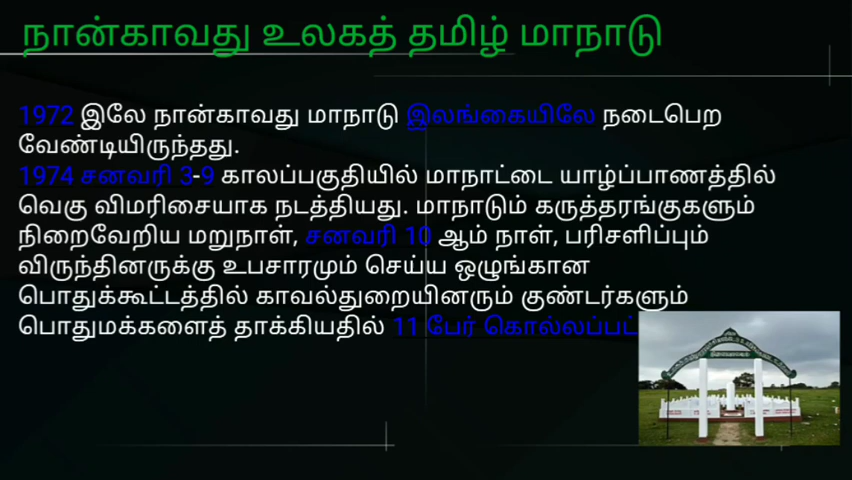 நான்காவது உலகத் தமிழ் மாநாடு
1972 இலே நான்காவது மாநாடு இலங்கையிலே நடைபெற
வேண்டியிருந்தது.
1974 சனவரி 3-9 காலப்பகுதியில் மாநாட்டை யாழ்ப்பாணத்தில்
வெகு விமரிசையாக நடத்தியது. மாநாடும் கருத்தரங்குகளும்
நிறைவேறிய மறுநாள், சனவரி 10 ஆம் நாள், பரிசளிப்பும்
விருந்தினருக்கு உபசாரமும் செய்ய ஒழுங்கான
பொதுக்கூட்டத்தில் காவல்துறையினரும் குண்டர்களும்
பொதுமக்களைத் தாக்கியதில் 11 பேர்